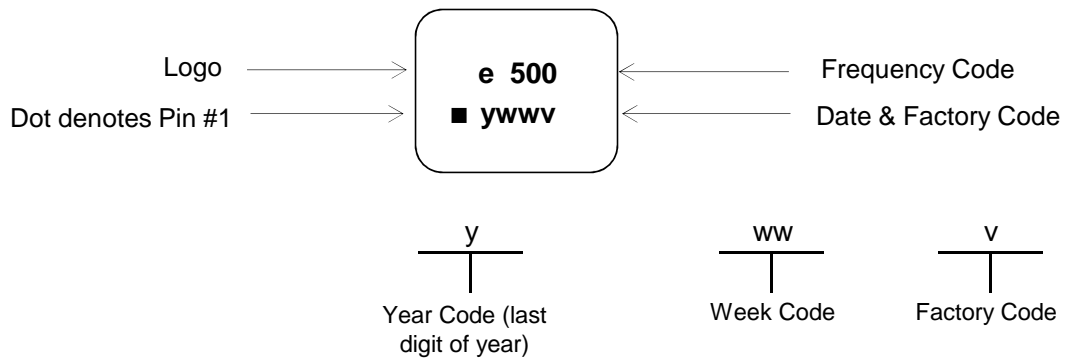 Logo
e 500
Frequency Code
Dot denotes Pin #1
■ ywwv
Date & Factory Code
y
ww
v
Year Code (last
digit of year)
Week Code
Factory Code